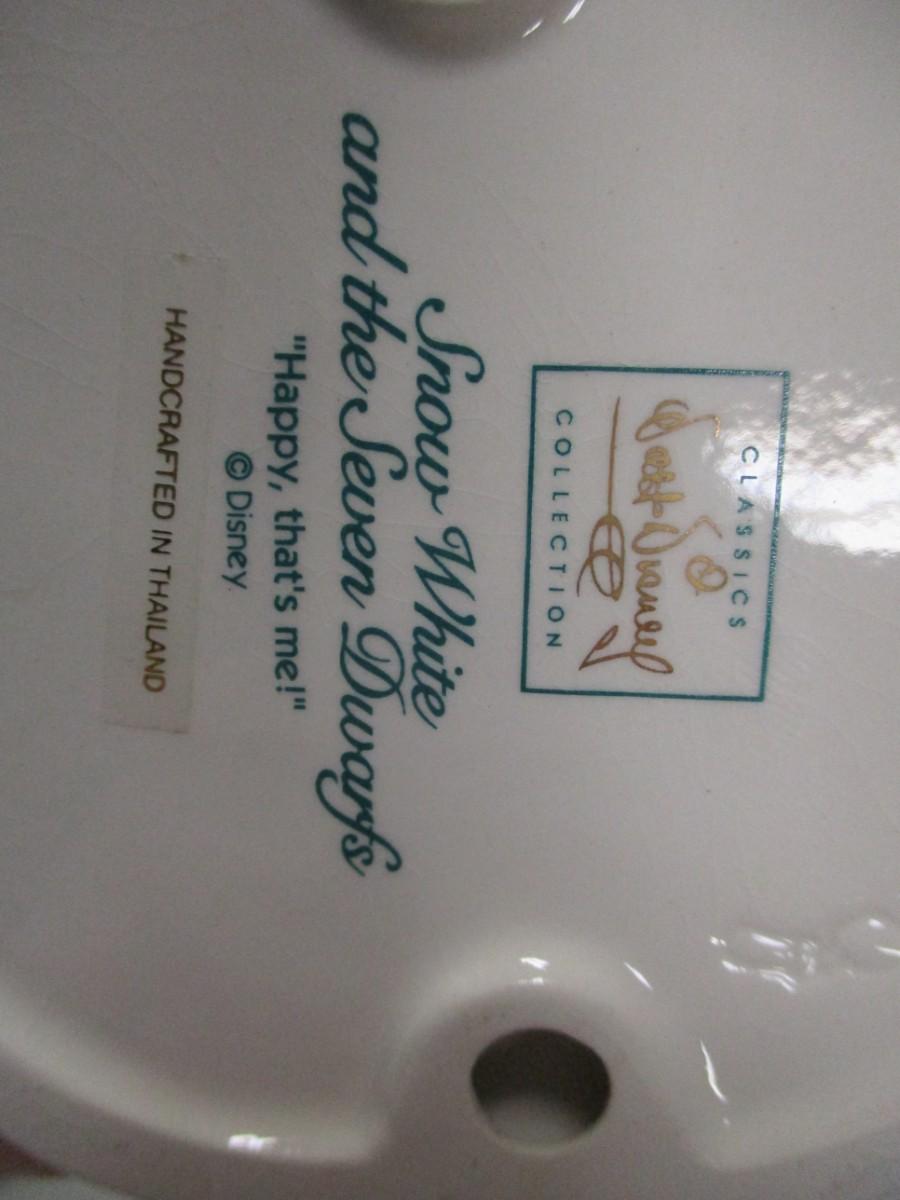 CLASSICS
Walt Disney
COLLECTION
Snow White
and the Seven Dwarfs
"Happy, that's me!"
© Disney
HANDCRAFTED IN THAILAND